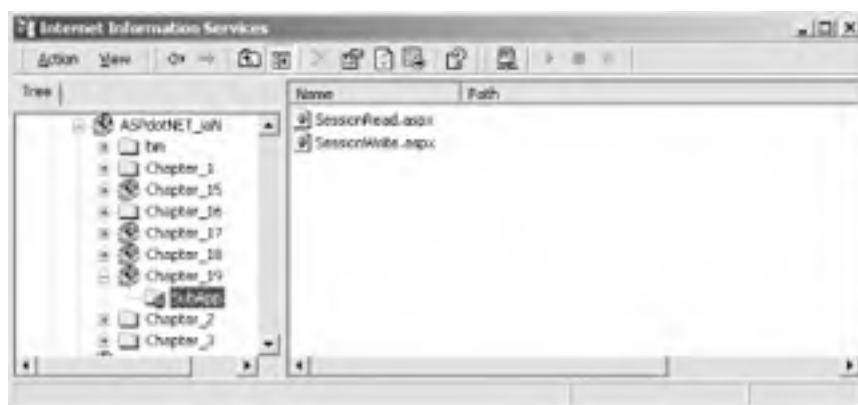 Internet Information Services
Action View
Tree
Name Path
ASPdotNET_iaN
bin
Chapter_1
Chapter_15
Chapter_16
Chapter_17
Chapter_18
Chapter_19
SubApp
Chapter_2
Chapter_3
SessionRead.aspx
SessionWrite.aspx